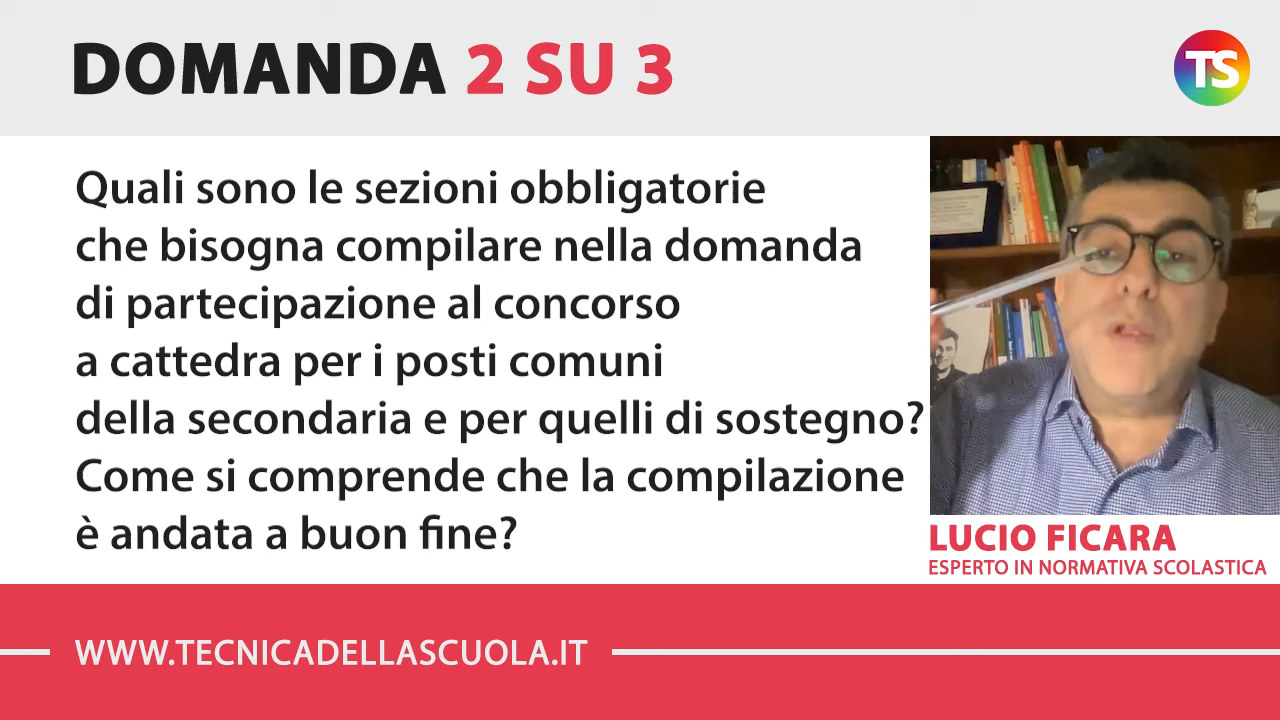 DOMANDA 2 SU 3
TS
Quali sono le sezioni obbligatorie
che bisogna compilare nella domanda
di partecipazione al concorso
a cattedra per i posti comuni
della secondaria e per quelli di sostegno?
Come si comprende che la compilazione
è andata a buon fine?
LUCIO FICARA
ESPERTO IN NORMATIVA SCOLASTICA
WWW.TECNICADELLASCUOLA.IT